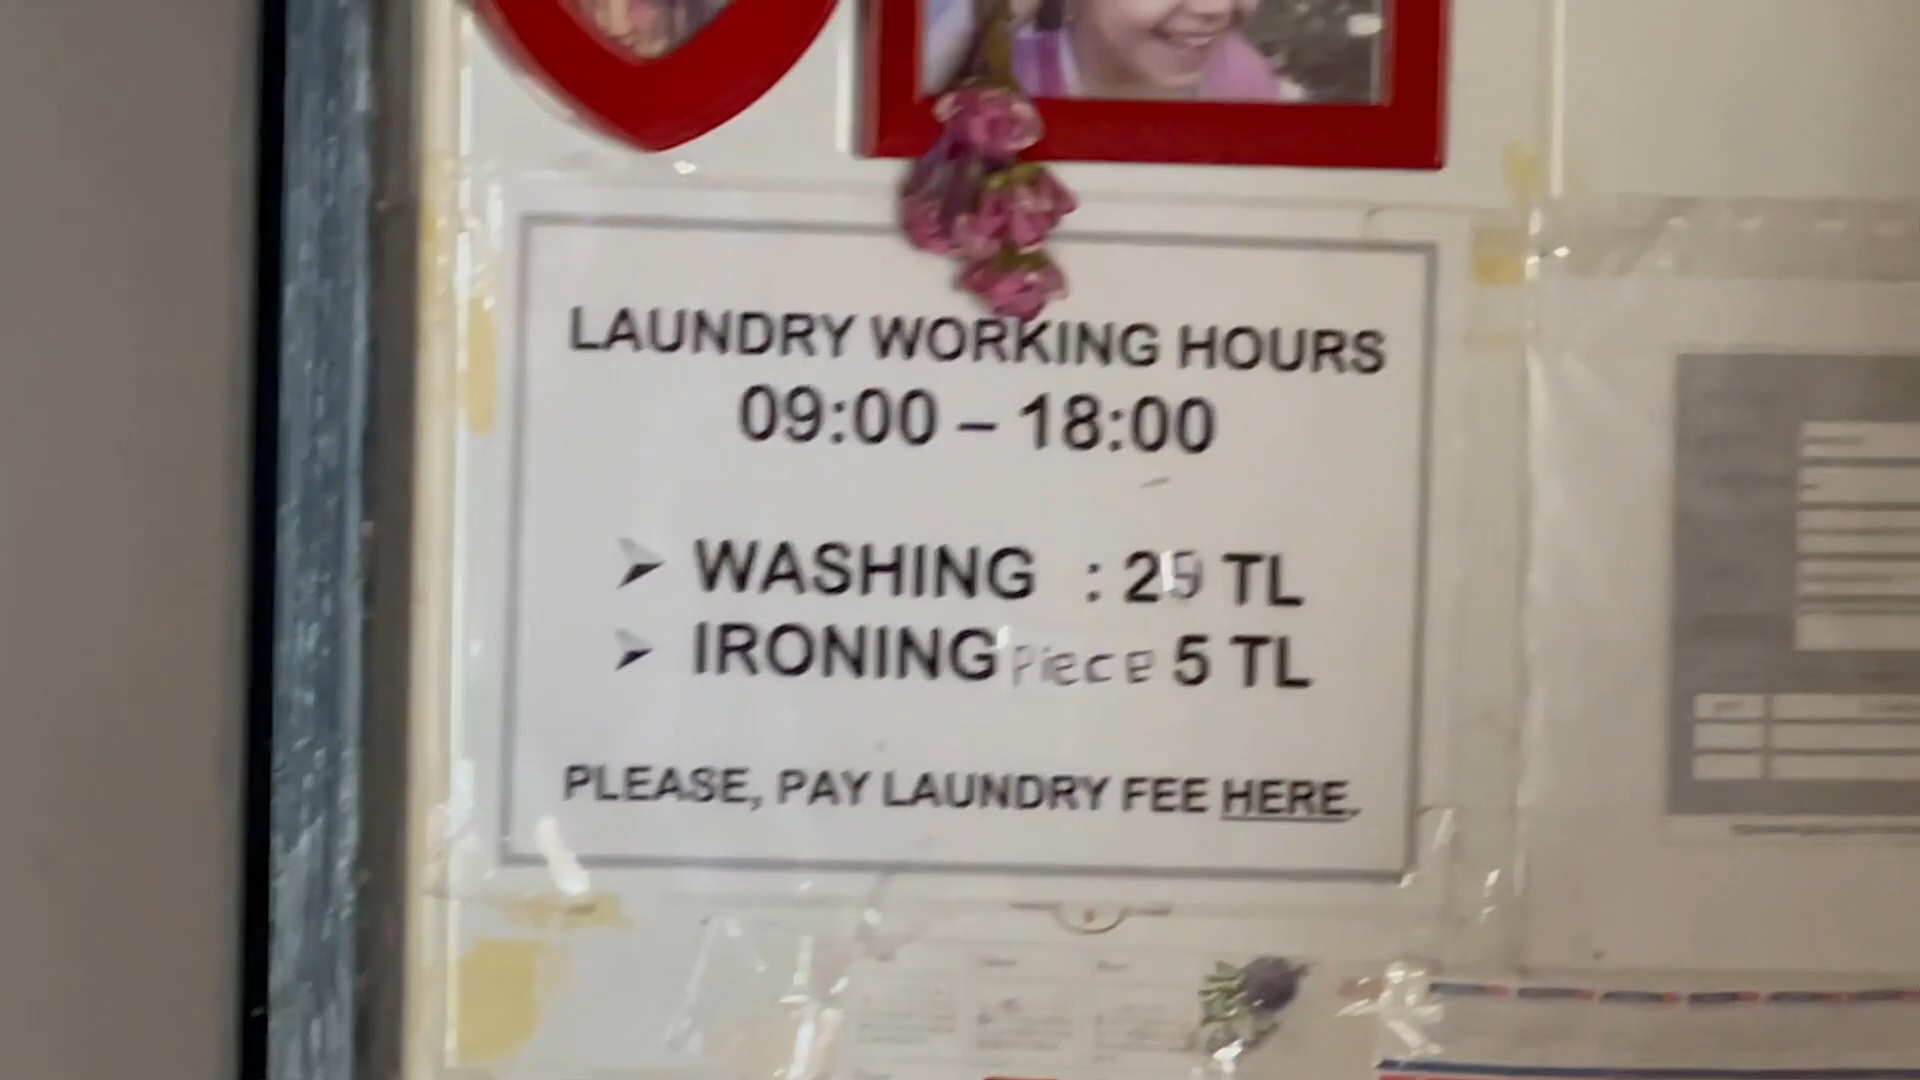 LAUNDRY WORKING HOURS
09:00 – 18:00
WASHING : 25 TL
IRONING Piece 5 TL
PLEASE, PAY LAUNDRY FEE HERE.